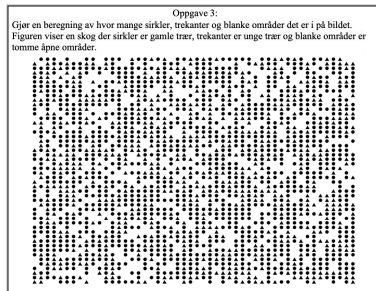 Oppgave 3:
Gjør en beregning av hvor mange sirkler, trekanter og blanke områder det er i på bildet.
Figuren viser en skog der sirkler er gamle trær, trekanter er unge trær og blanke områder er
tomme åpne områder.